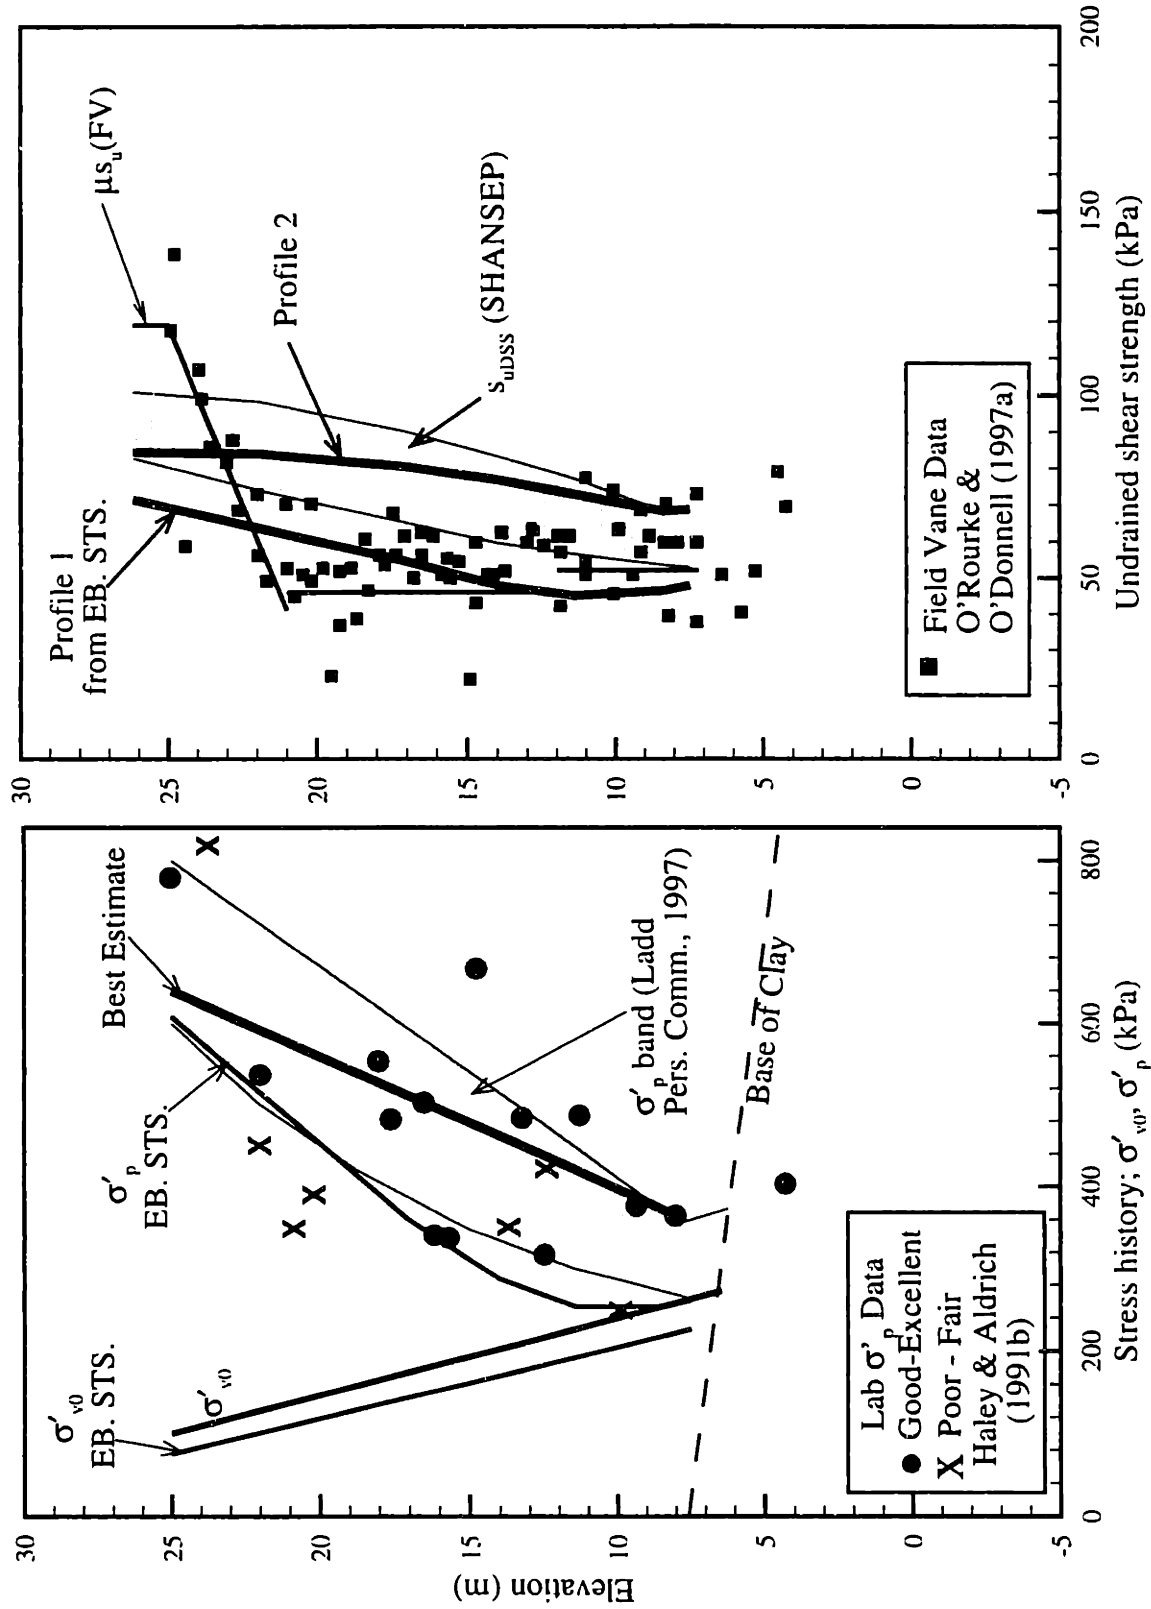 Elevation (m)
30
25
20
15
10
5
0
-5
0
200
400
600
800
Stress history; σ'v0, σ'p (kPa)
σ'v0
EB. STS.
σ'v0
σ'p
EB. STS.
Best Estimate
σ'p band (Ladd
Pers. Comm., 1997)
Base of Clay
Lab σ'p Data
Good-Excellent
X Poor - Fair
Haley & Aldrich
(1991b)
30
25
20
15
10
5
0
-5
0
50
100
150
200
Undrained shear strength (kPa)
Profile 1
from EB. STS.
μsu(FV)
Profile 2
suDSS (SHANSEP)
Field Vane Data
O'Rourke &
O'Donnell (1997a)